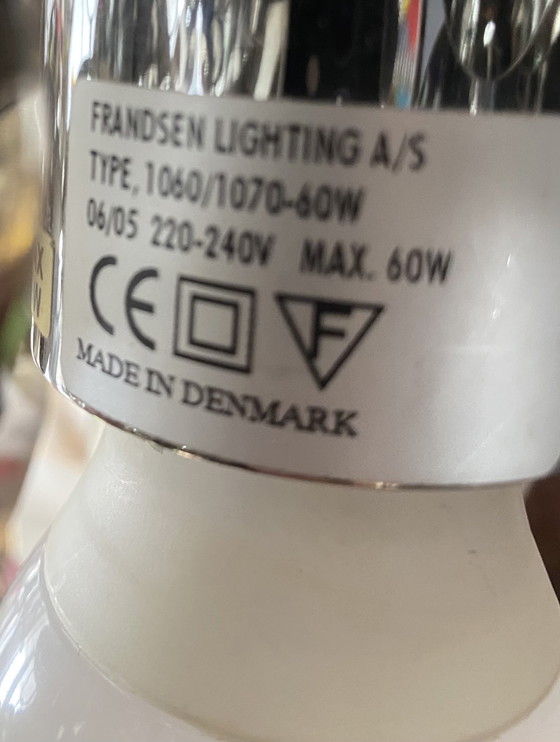 FRANDSEN LIGHTING A/S
TYPE, 1060/1070-60W
06/05 220-240V MAX. 60W
CE F
MADE IN DENMARK